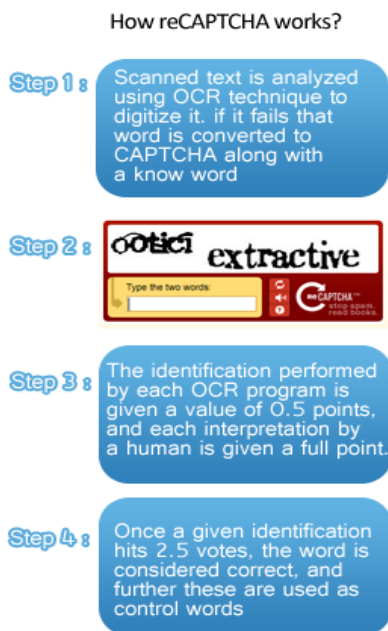 How reCAPTCHA works?
Step 1 :
Scanned text is analyzed
using OCR technique to
digitize it. if it fails that
word is converted to
CAPTCHA along with
a know word
Step 2 :
extractive
Type the two words:
reCAPTCHA™
stop spam.
read books.
Step 3 :
The identification performed
by each OCR program is
given a value of 0.5 points,
and each interpretation by
a human is given a full point.
Step 4 :
Once a given identification
hits 2.5 votes, the word is
considered correct, and
further these are used as
control words